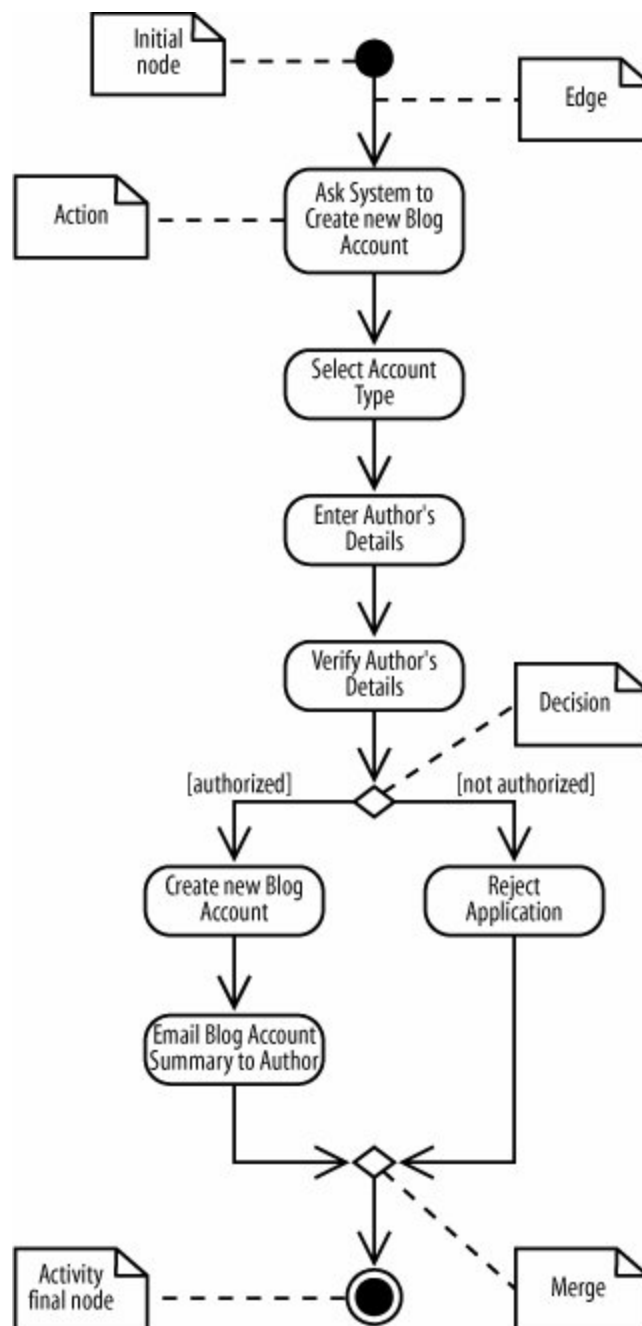 Initial
node
Edge
Action
Ask System to
Create new Blog
Account
Select Account
Type
Enter Author's
Details
Verify Author's
Details
Decision
[authorized]
[not authorized]
Create new Blog
Account
Reject
Application
Email Blog Account
Summary to Author
Activity
final node
Merge